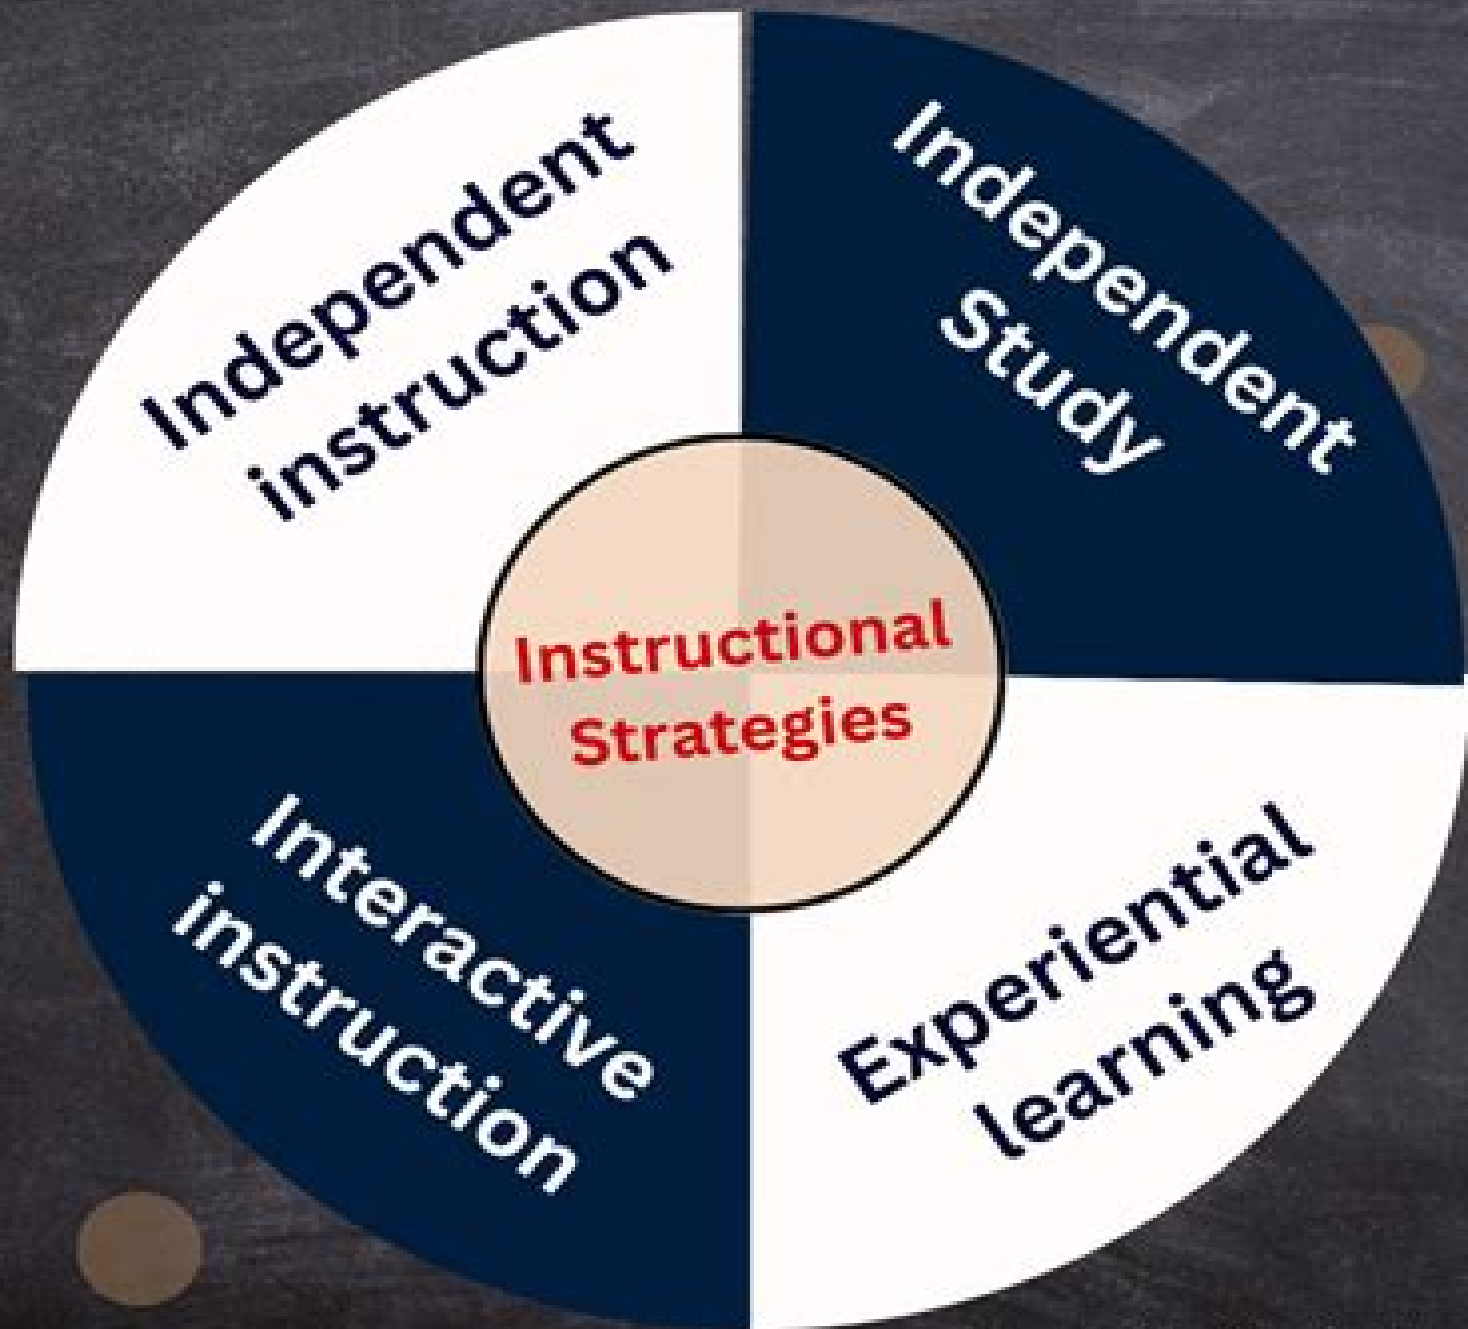 Independent
instruction
Independent
Study
Instructional
Strategies
Interactive
instruction
Experiential
learning